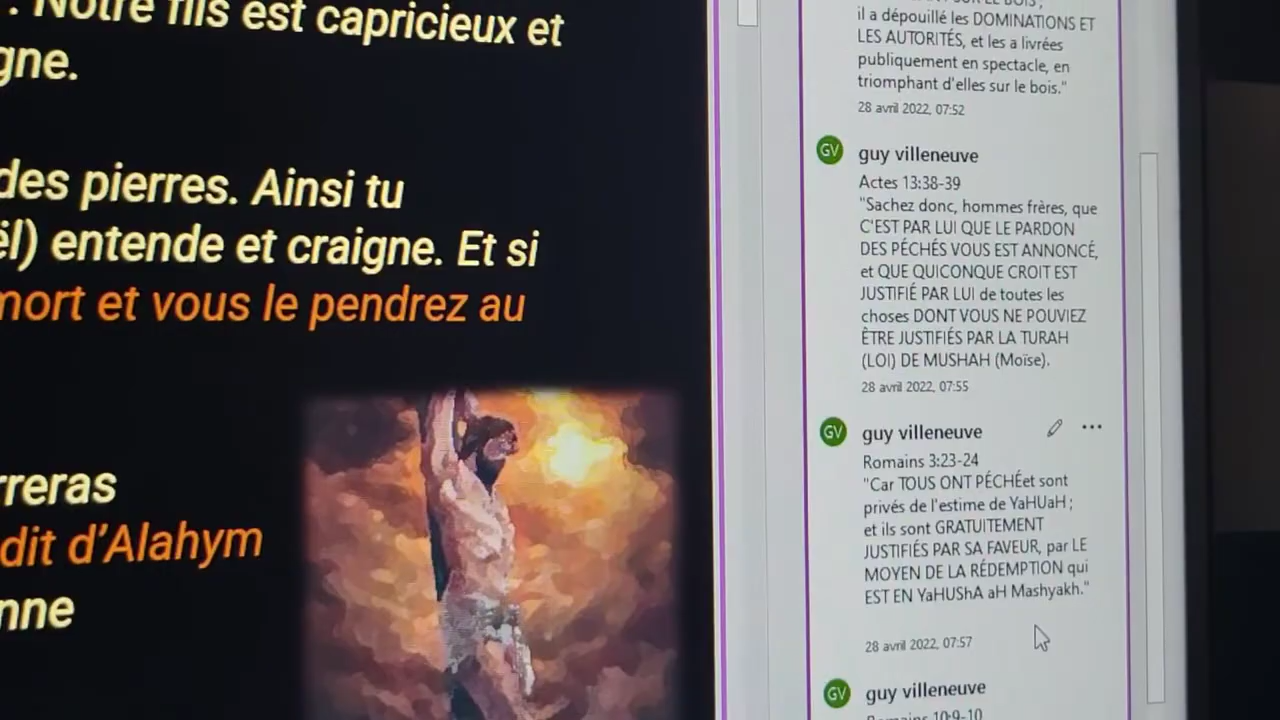 . Notre fils est capricieux et
gne.
des pierres. Ainsi tu
ël) entende et craigne. Et si
mort et vous le pendrez au
rreras
dit d’Alahym
nne
il a dépouillé les DOMINATIONS ET
LES AUTORITÉS, et les a livrées
publiquement en spectacle, en
triomphant d'elles sur le bois."
28 avril 2022, 07:52
GV guy villeneuve
Actes 13:38-39
"Sachez donc, hommes frères, que
C'EST PAR LUI QUE LE PARDON
DES PÉCHÉS VOUS EST ANNONCÉ,
et QUE QUICONQUE CROIT EST
JUSTIFIÉ PAR LUI de toutes les
choses DONT VOUS NE POUVIEZ
ÊTRE JUSTIFIÉS PAR LA TURAH
(LOI) DE MUSHAH (Moïse).
28 avril 2022, 07:55
GV guy villeneuve
Romains 3:23-24
"Car TOUS ONT PÉCHÉet sont
privés de l'estime de YaHUaH ;
et ils sont GRATUITEMENT
JUSTIFIÉS PAR SA FAVEUR, par LE
MOYEN DE LA RÉDEMPTION qui
EST EN YaHUShA aH Mashyakh."
28 avril 2022, 07:57
GV guy villeneuve
Romains 10:9-10